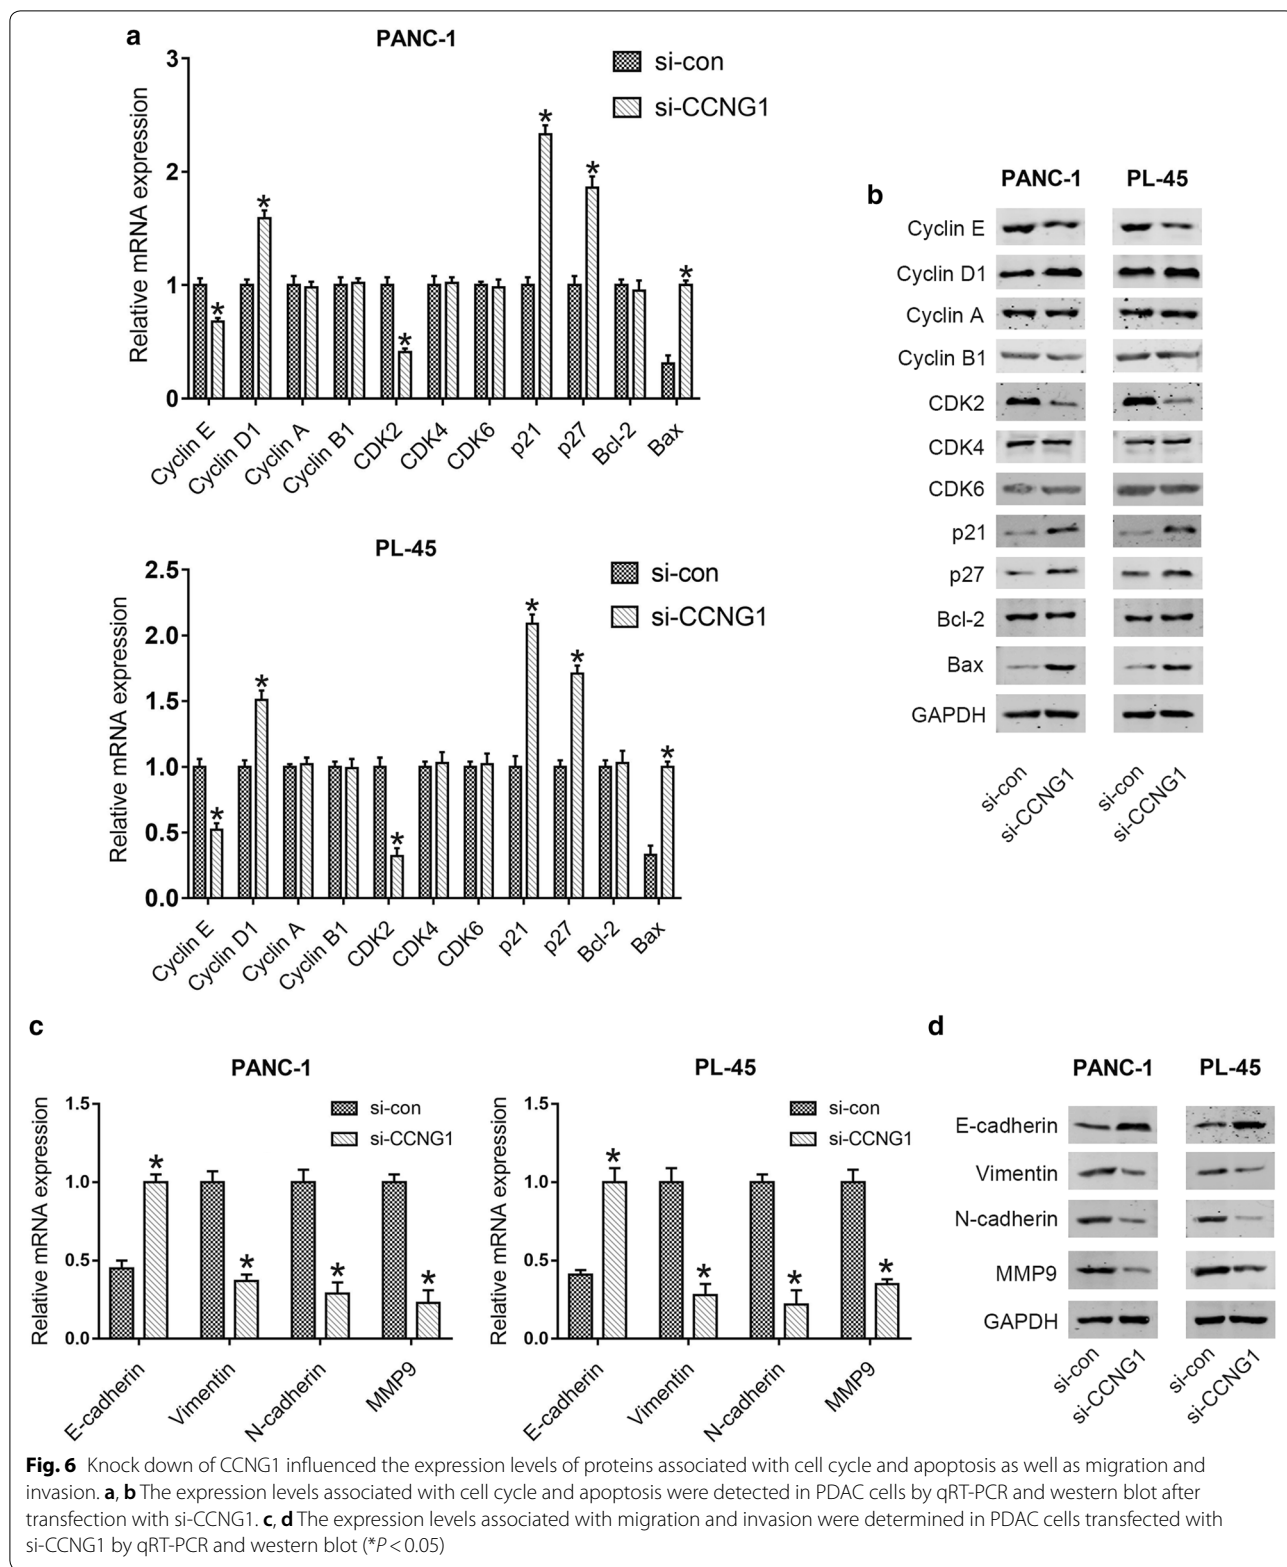 a
PANC-1
si-con
si-CCNG1
Relative mRNA expression
3
2
1
0
*
*
*
*
*
*
Cyclin E
Cyclin D1
Cyclin A
Cyclin B1
CDK2
CDK4
CDK6
p21
p27
Bcl-2
Bax
PL-45
si-con
si-CCNG1
Relative mRNA expression
2.5
2.0
1.5
1.0
0.5
0.0
*
*
*
*
*
*
Cyclin E
Cyclin D1
Cyclin A
Cyclin B1
CDK2
CDK4
CDK6
p21
p27
Bcl-2
Bax
b
PANC-1 PL-45
Cyclin E
Cyclin D1
Cyclin A
Cyclin B1
CDK2
CDK4
CDK6
p21
p27
Bcl-2
Bax
GAPDH
si-con
si-CCNG1
si-con
si-CCNG1
c
PANC-1
si-con
si-CCNG1
Relative mRNA expression
1.5
1.0
0.5
0.0
*
*
*
*
E-cadherin
Vimentin
N-cadherin
MMP9
PL-45
si-con
si-CCNG1
Relative mRNA expression
1.5
1.0
0.5
0.0
*
*
*
*
E-cadherin
Vimentin
N-cadherin
MMP9
d
PANC-1 PL-45
E-cadherin
Vimentin
N-cadherin
MMP9
GAPDH
si-con
si-CCNG1
si-con
si-CCNG1
Fig. 6 Knock down of CCNG1 influenced the expression levels of proteins associated with cell cycle and apoptosis as well as migration and
invasion. a, b The expression levels associated with cell cycle and apoptosis were detected in PDAC cells by qRT-PCR and western blot after
transfection with si-CCNG1. c, d The expression levels associated with migration and invasion were determined in PDAC cells transfected with
si-CCNG1 by qRT-PCR and western blot (*P < 0.05)